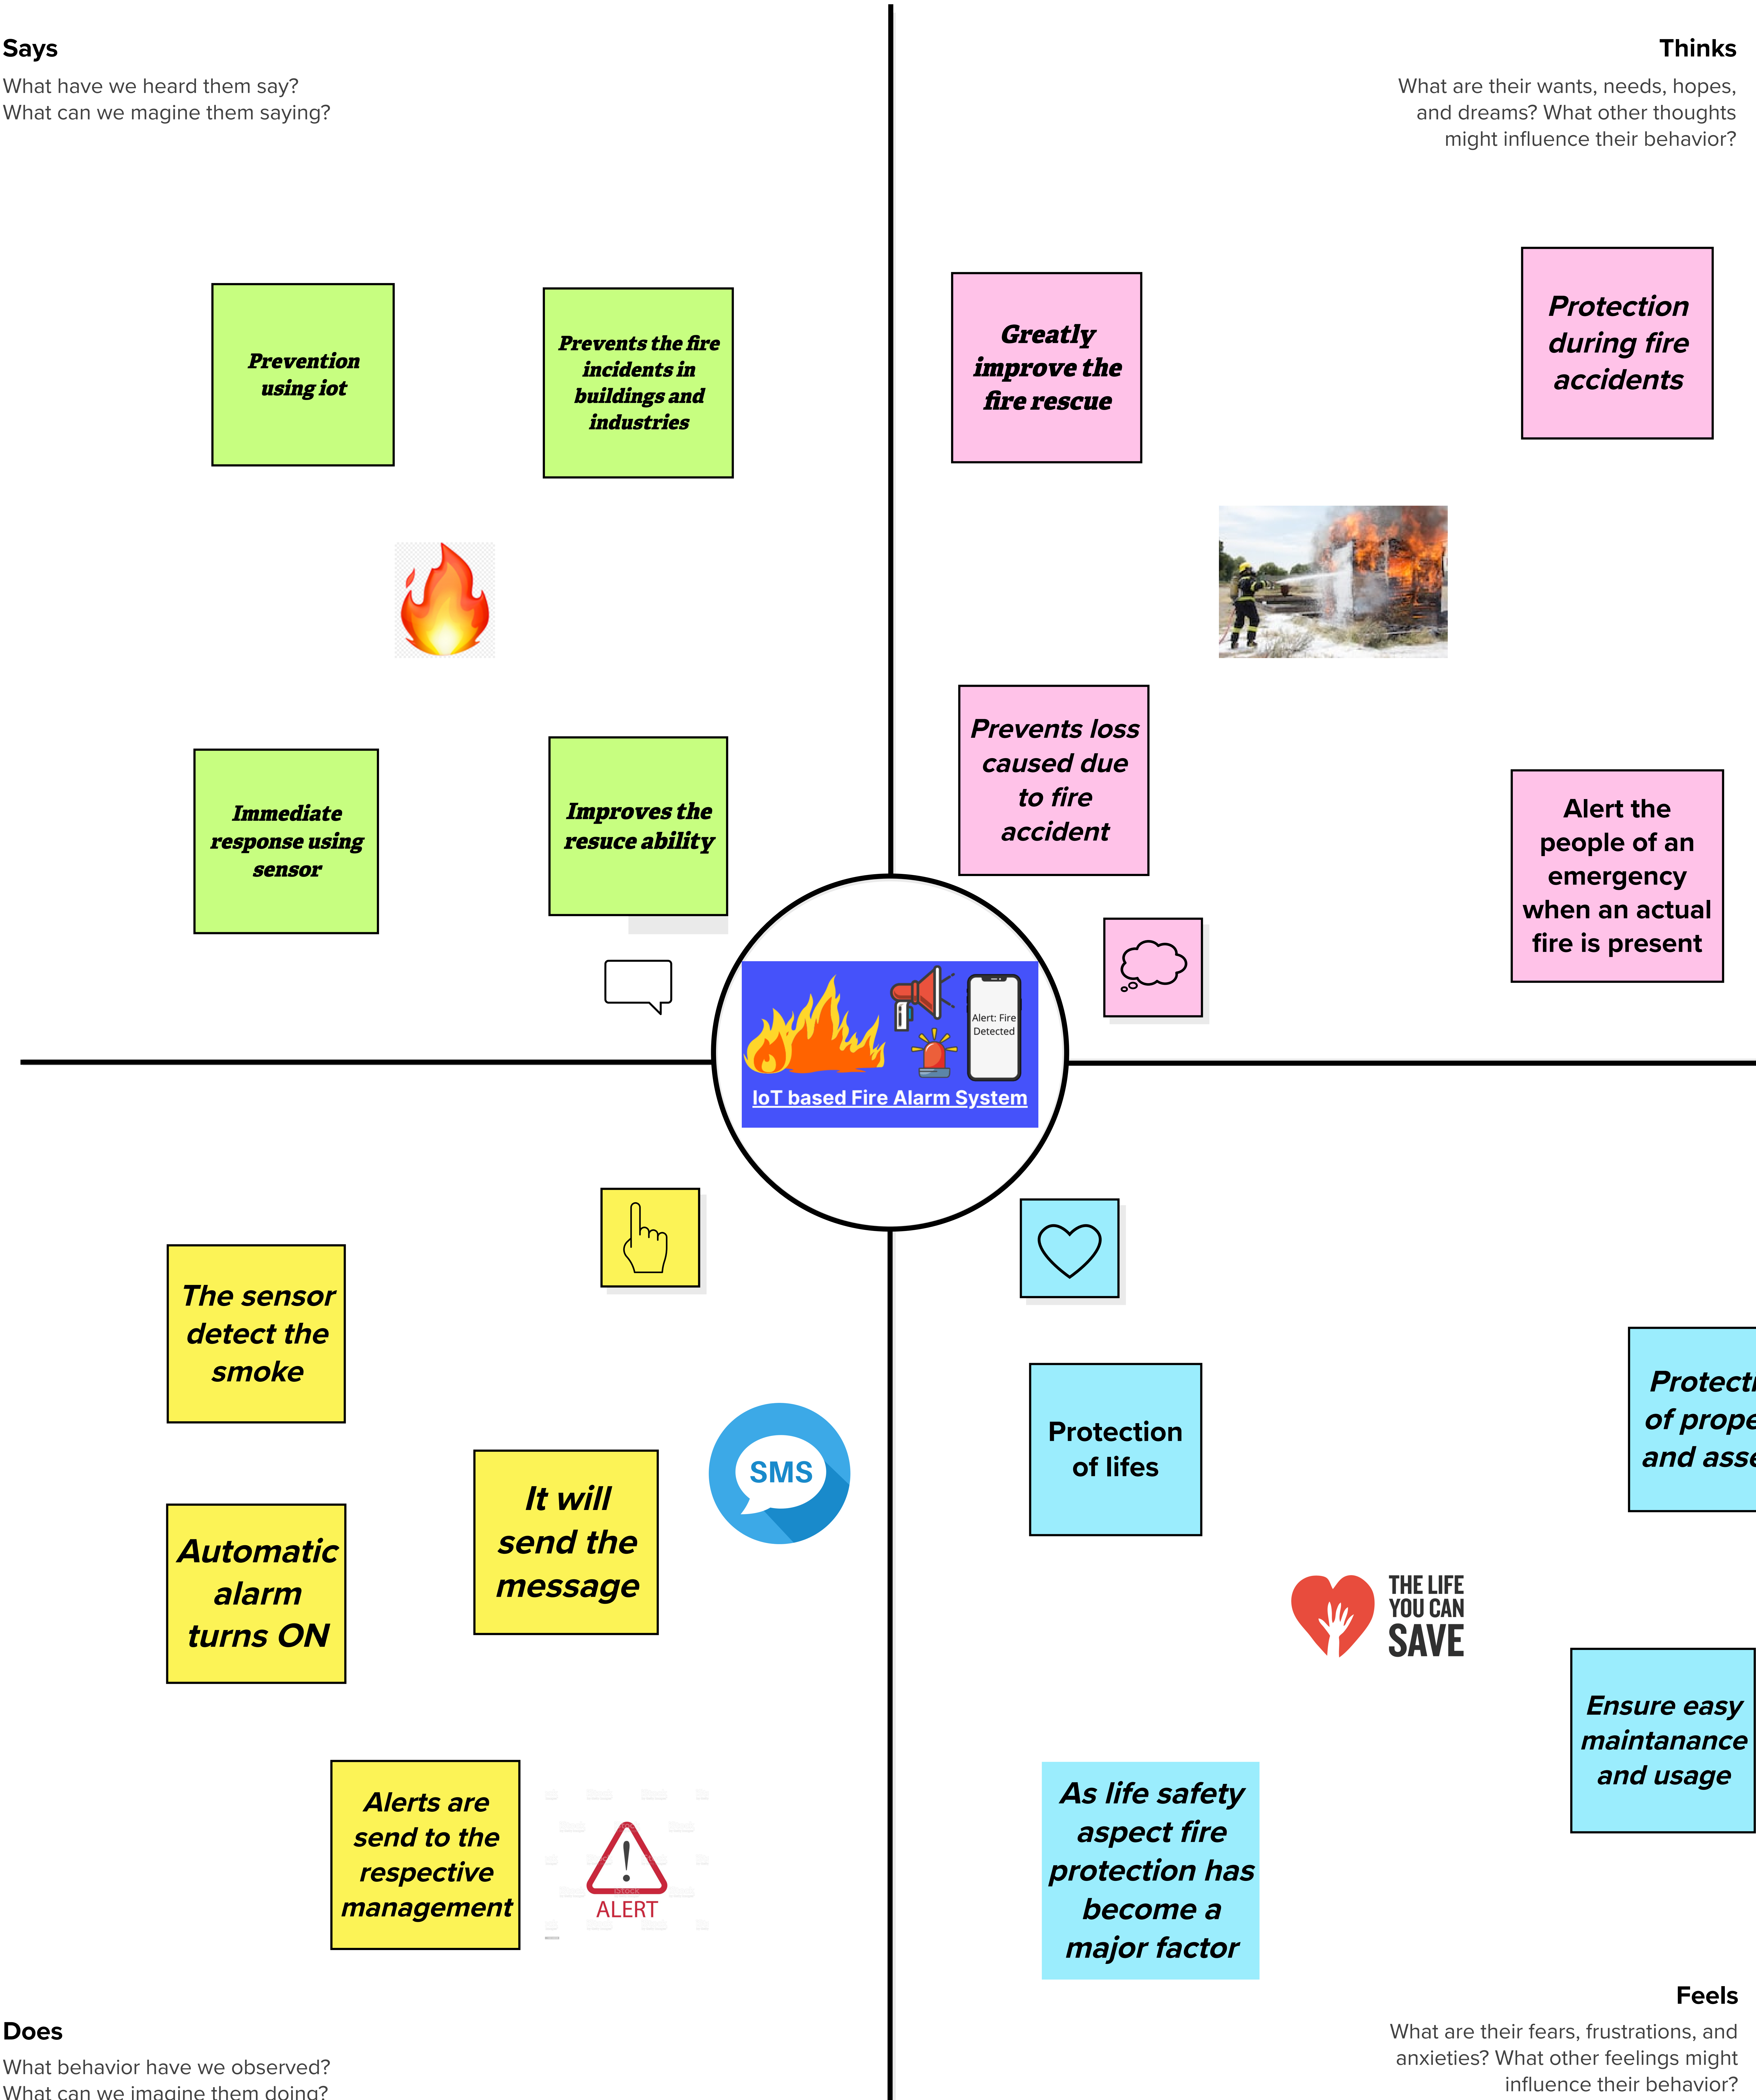 Says
What have we heard them say?
What can we magine them saying?
Thinks
What are their wants, needs, hopes,
and dreams? What other thoughts
might influence their behavior?
Prevention
using iot
Prevents the fire
incidents in
buildings and
industries
Greatly
improve the
fire rescue
Protection
during fire
accidents
Immediate
response using
sensor
Improves the
resuce ability
Prevents loss
caused due
to fire
accident
Alert the
people of an
emergency
when an actual
fire is present
Alert: Fire
Detected
IoT based Fire Alarm System
The sensor
detect the
smoke
Automatic
alarm
turns ON
It will
send the
message
SMS
Alerts are
send to the
respective
management
ALERT
Protection
of lifes
Protecti
of prope
and asse
THE LIFE
YOU CAN
SAVE
Ensure easy
maintanance
and usage
As life safety
aspect fire
protection has
become a
major factor
Does
What behavior have we observed?
What can we imagine them doing?
Feels
What are their fears, frustrations, and
anxieties? What other feelings might
influence their behavior?